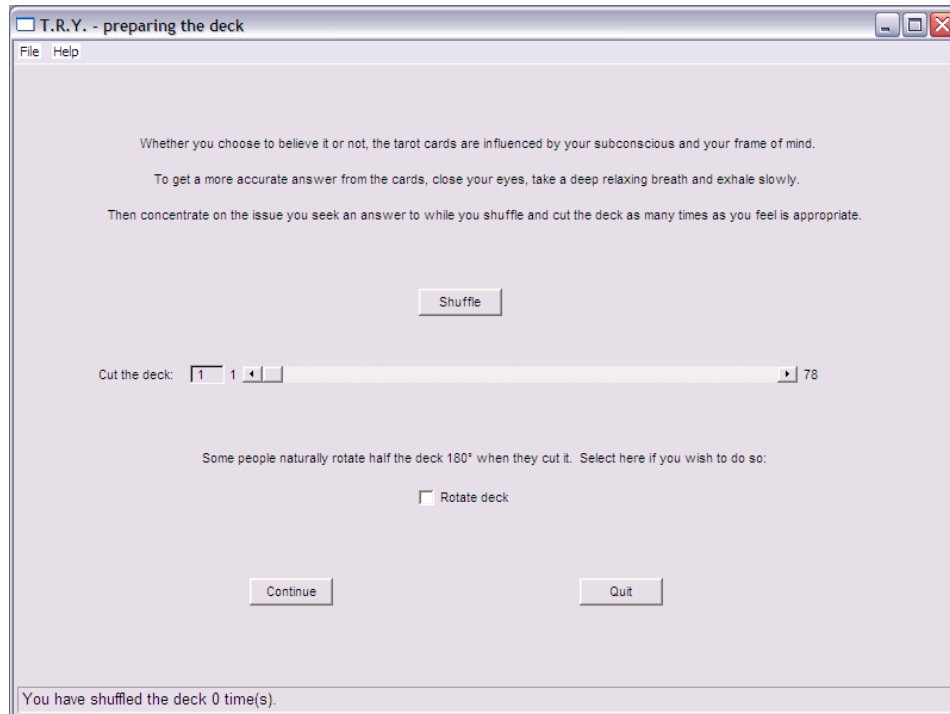 T.R.Y. - preparing the deck
File Help
Whether you choose to believe it or not, the tarot cards are influenced by your subconscious and your frame of mind.
To get a more accurate answer from the cards, close your eyes, take a deep relaxing breath and exhale slowly.
Then concentrate on the issue you seek an answer to while you shuffle and cut the deck as many times as you feel is appropriate.
Shuffle
Cut the deck: 1 1 78
Some people naturally rotate half the deck 180° when they cut it. Select here if you wish to do so:
Rotate deck
Continue Quit
You have shuffled the deck 0 time(s).